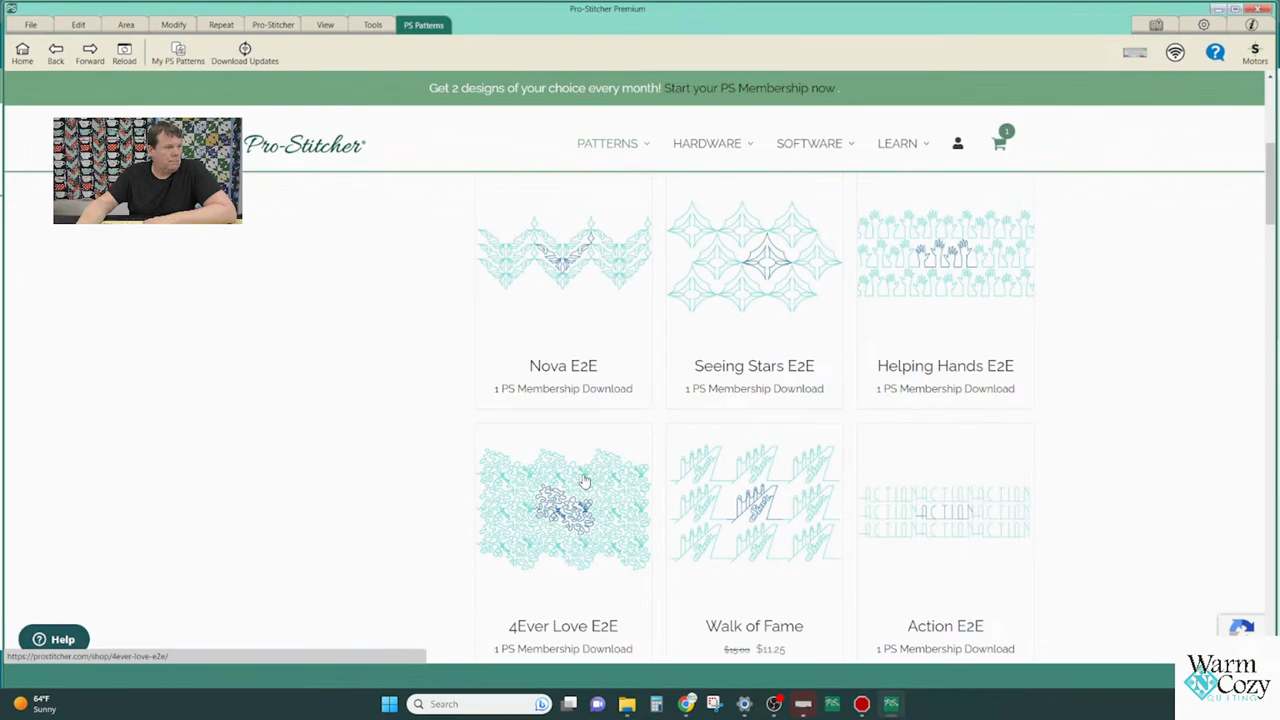 Pro-Stitcher Premium
File Edit Area Modify Repeat Pro-Stitcher View Tools PS Patterns
Home Back Forward Reload My PS Patterns Download Updates
S
Motors
Get 2 designs of your choice every month! Start your PS Membership now .
Pro-Stitcher®
PATTERNS HARDWARE SOFTWARE LEARN 1
Nova E2E
1 PS Membership Download
Seeing Stars E2E
1 PS Membership Download
Helping Hands E2E
1 PS Membership Download
ACTIONACTIONACTION
ACTIONACTIONACTION
ACTIONACTIONACTION
4Ever Love E2E
1 PS Membership Download
Walk of Fame
$15.00 $11.25
Action E2E
1 PS Membership Download
Help
https://prostitcher.com/shop/4ever-love-e2e/
64°F
Sunny
Search
Warm
N
Cozy
QUILTING